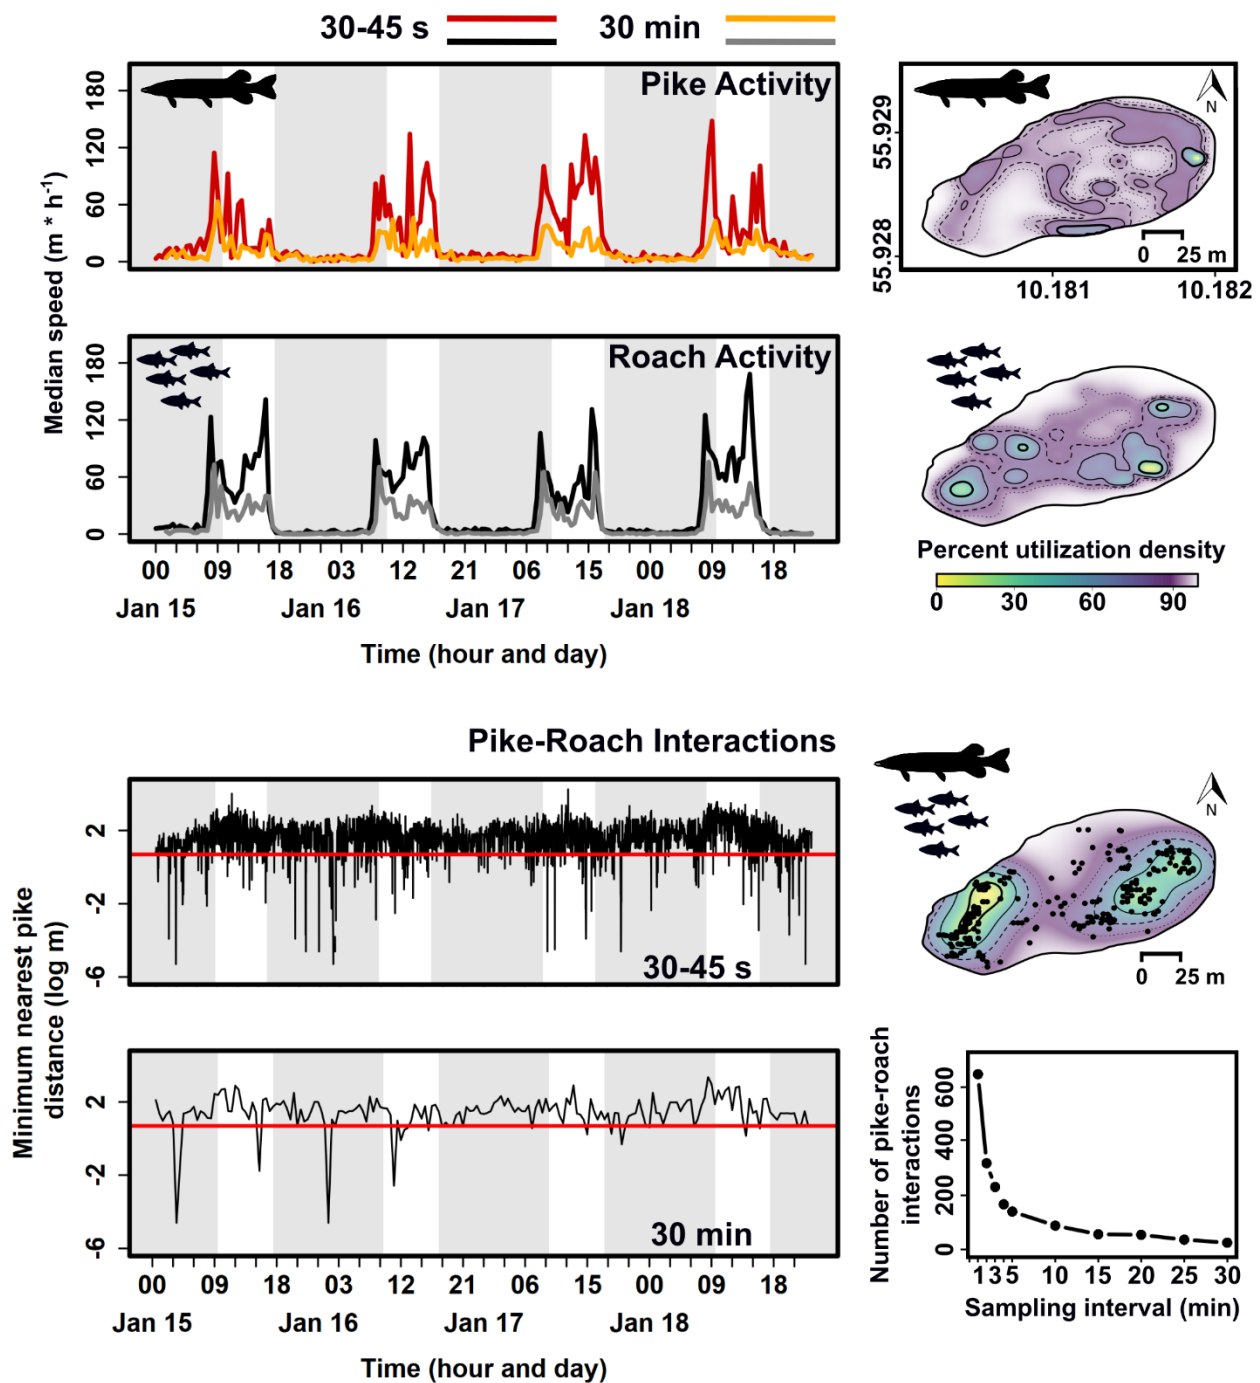 30-45 s 30 min
Pike Activity
180
120
60
0
Median speed (m * h-1)
Roach Activity
180
120
60
0
00 09 18 03 12 21 06 15 00 09 18
Jan 15 Jan 16 Jan 17 Jan 18
Time (hour and day)
N
55.929
55.928
0 25 m
10.181 10.182
Percent utilization density
0 30 60 90
Pike-Roach Interactions
Minimum nearest pike
distance (log m)
2
-2
-6
30-45 s
2
-2
-6
30 min
00 09 18 03 12 21 06 15 00 09 18
Jan 15 Jan 16 Jan 17 Jan 18
Time (hour and day)
N
0 25 m
Number of pike-roach
interactions
600
400
200
0
1 3 5 10 15 20 25 30
Sampling interval (min)